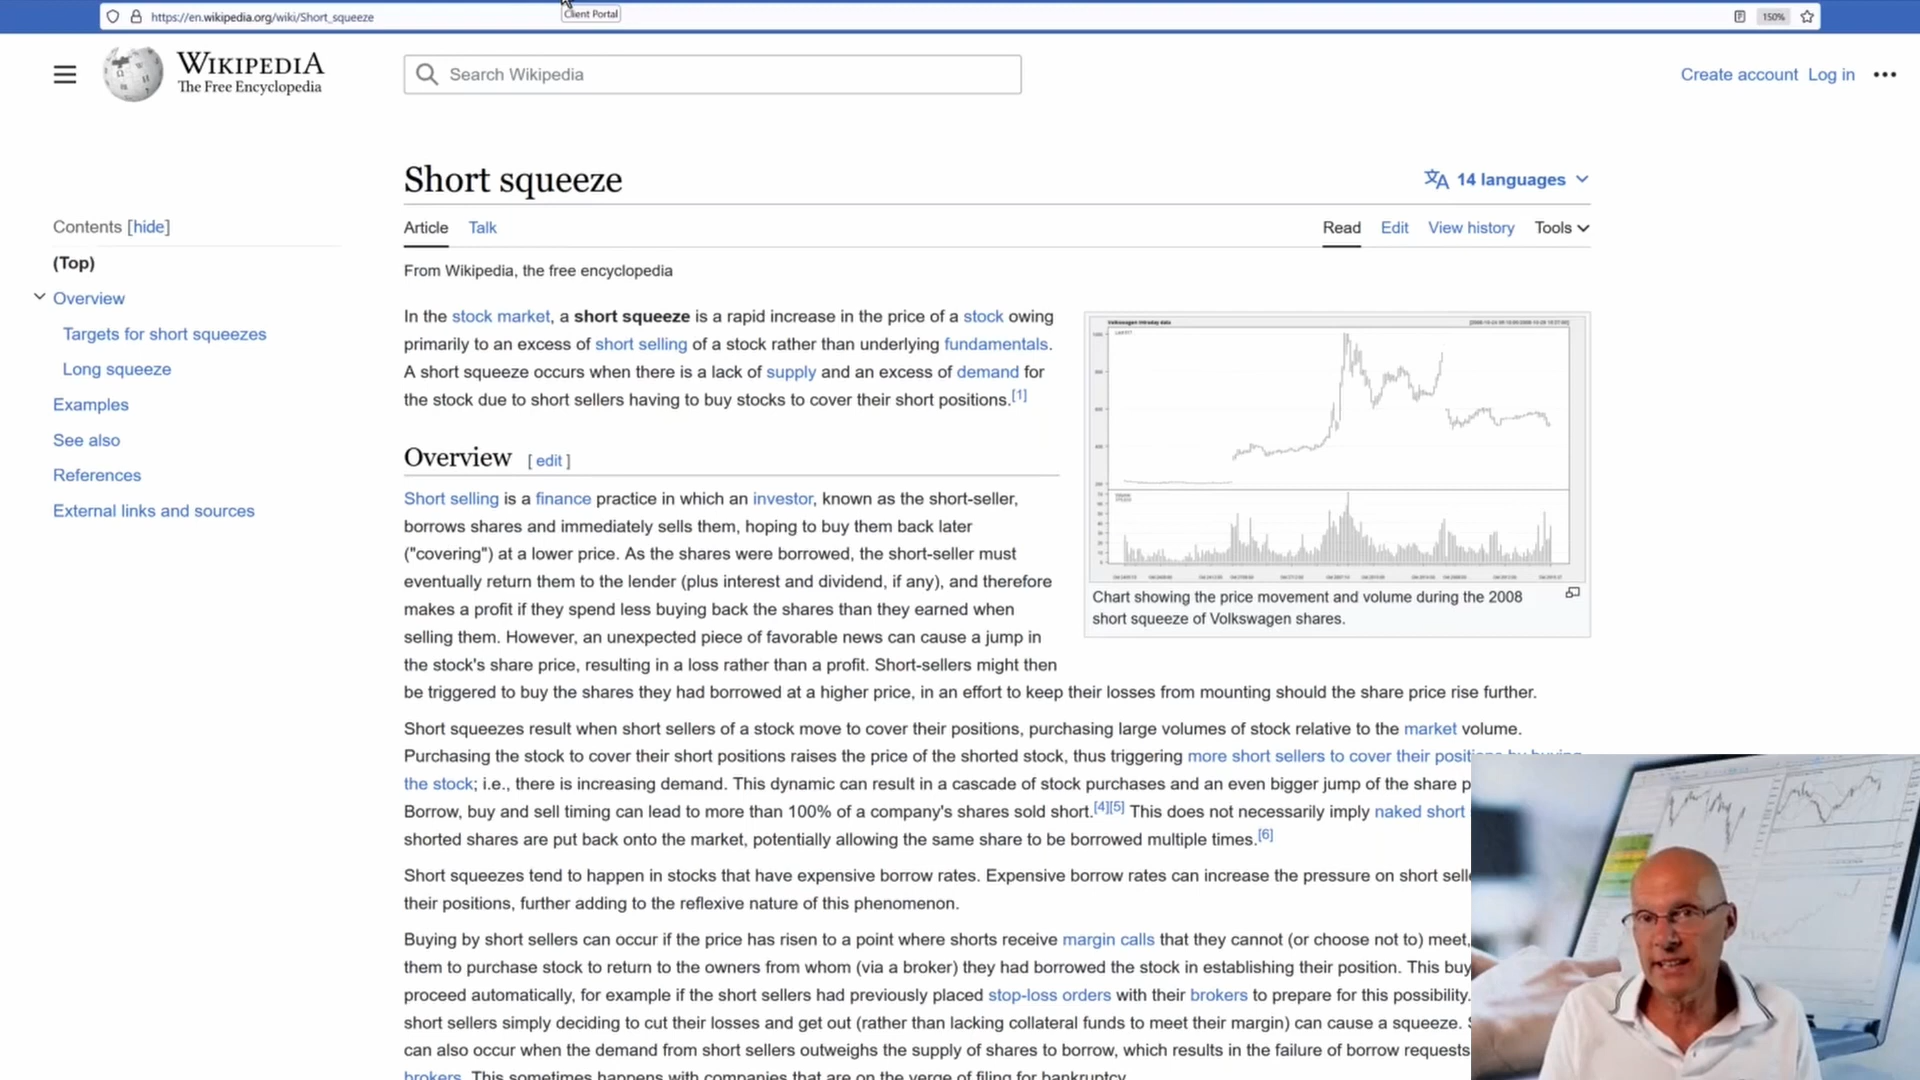 https://en.wikipedia.org/wiki/Short_squeeze
Client Portal
150%
WIKIPEDIA
The Free Encyclopedia
Search Wikipedia
Create account
Log in
Short squeeze
14 languages
Contents [hide]
(Top)
Overview
Targets for short squeezes
Long squeeze
Examples
See also
References
External links and sources
Article Talk
Read Edit View history Tools
From Wikipedia, the free encyclopedia
In the stock market, a short squeeze is a rapid increase in the price of a stock owing
primarily to an excess of short selling of a stock rather than underlying fundamentals.
A short squeeze occurs when there is a lack of supply and an excess of demand for
the stock due to short sellers having to buy stocks to cover their short positions.[1]
Volkswagen intraday data
Chart showing the price movement and volume during the 2008
short squeeze of Volkswagen shares.
Overview [ edit ]
Short selling is a finance practice in which an investor, known as the short-seller,
borrows shares and immediately sells them, hoping to buy them back later
("covering") at a lower price. As the shares were borrowed, the short-seller must
eventually return them to the lender (plus interest and dividend, if any), and therefore
makes a profit if they spend less buying back the shares than they earned when
selling them. However, an unexpected piece of favorable news can cause a jump in
the stock's share price, resulting in a loss rather than a profit. Short-sellers might then
be triggered to buy the shares they had borrowed at a higher price, in an effort to keep their losses from mounting should the share price rise further.
Short squeezes result when short sellers of a stock move to cover their positions, purchasing large volumes of stock relative to the market volume.
Purchasing the stock to cover their short positions raises the price of the shorted stock, thus triggering more short sellers to cover their positions by buying
the stock; i.e., there is increasing demand. This dynamic can result in a cascade of stock purchases and an even bigger jump of the share p
Borrow, buy and sell timing can lead to more than 100% of a company's shares sold short.[4][5] This does not necessarily imply naked short
shorted shares are put back onto the market, potentially allowing the same share to be borrowed multiple times.[6]
Short squeezes tend to happen in stocks that have expensive borrow rates. Expensive borrow rates can increase the pressure on short selle
their positions, further adding to the reflexive nature of this phenomenon.
Buying by short sellers can occur if the price has risen to a point where shorts receive margin calls that they cannot (or choose not to) meet,
them to purchase stock to return to the owners from whom (via a broker) they had borrowed the stock in establishing their position. This buy
proceed automatically, for example if the short sellers had previously placed stop-loss orders with their brokers to prepare for this possibility.
short sellers simply deciding to cut their losses and get out (rather than lacking collateral funds to meet their margin) can cause a squeeze. S
can also occur when the demand from short sellers outweighs the supply of shares to borrow, which results in the failure of borrow requests
brokers. This sometimes happens with companies that are on the verge of filing for bankruptcy.